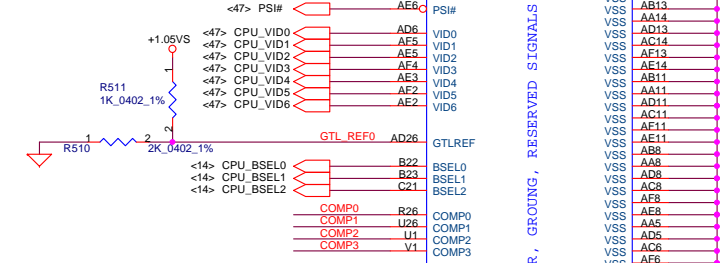 <47> PSI# AE6 PSI# VSS AB13
VSS AA14
<47> CPU_VID0 AD6 VID0 VSS AD13
+1.05VS <47> CPU_VID1 AF5 VID1 VSS AC14
<47> CPU_VID2 AE5 VID2 VSS AF13
<47> CPU_VID3 AF4 VID3 VSS AE14
<47> CPU_VID4 AE3 VID4 VSS AB11
<47> CPU_VID5 AF2 VID5 VSS AA11
<47> CPU_VID6 AE2 VID6 VSS AD11
1
R511
1K_0402_1%
VSS AC11
VSS AF11
2
1 R510 2 2K_0402_1% GTL_REF0 AD26 GTLREF VSS AE11
VSS AB8
<14> CPU_BSEL0 B22 BSEL0 VSS AA8
<14> CPU_BSEL1 B23 BSEL1 VSS AD8
<14> CPU_BSEL2 C21 BSEL2 VSS AC8
VSS AF8
COMP0 R26 COMP0 VSS AE8
COMP1 U26 COMP1 VSS AA5
COMP2 U1 COMP2 VSS AD5
COMP3 V1 COMP3 VSS AC6
VSS AF6
R, GROUNG, RESERVED SIGNALS